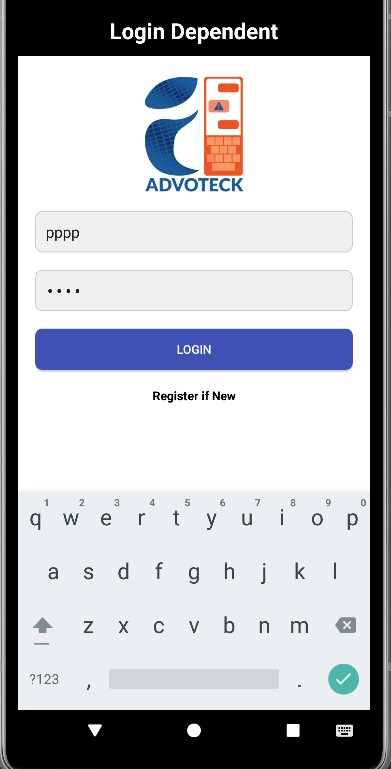 Login Dependent
ADVOTECK
pppp
••••
LOGIN
Register if New
1 2 3 4 5 6 7 8 9 0
q w e r t y u i o p
a s d f g h j k l
z x c v b n m
?123 , .